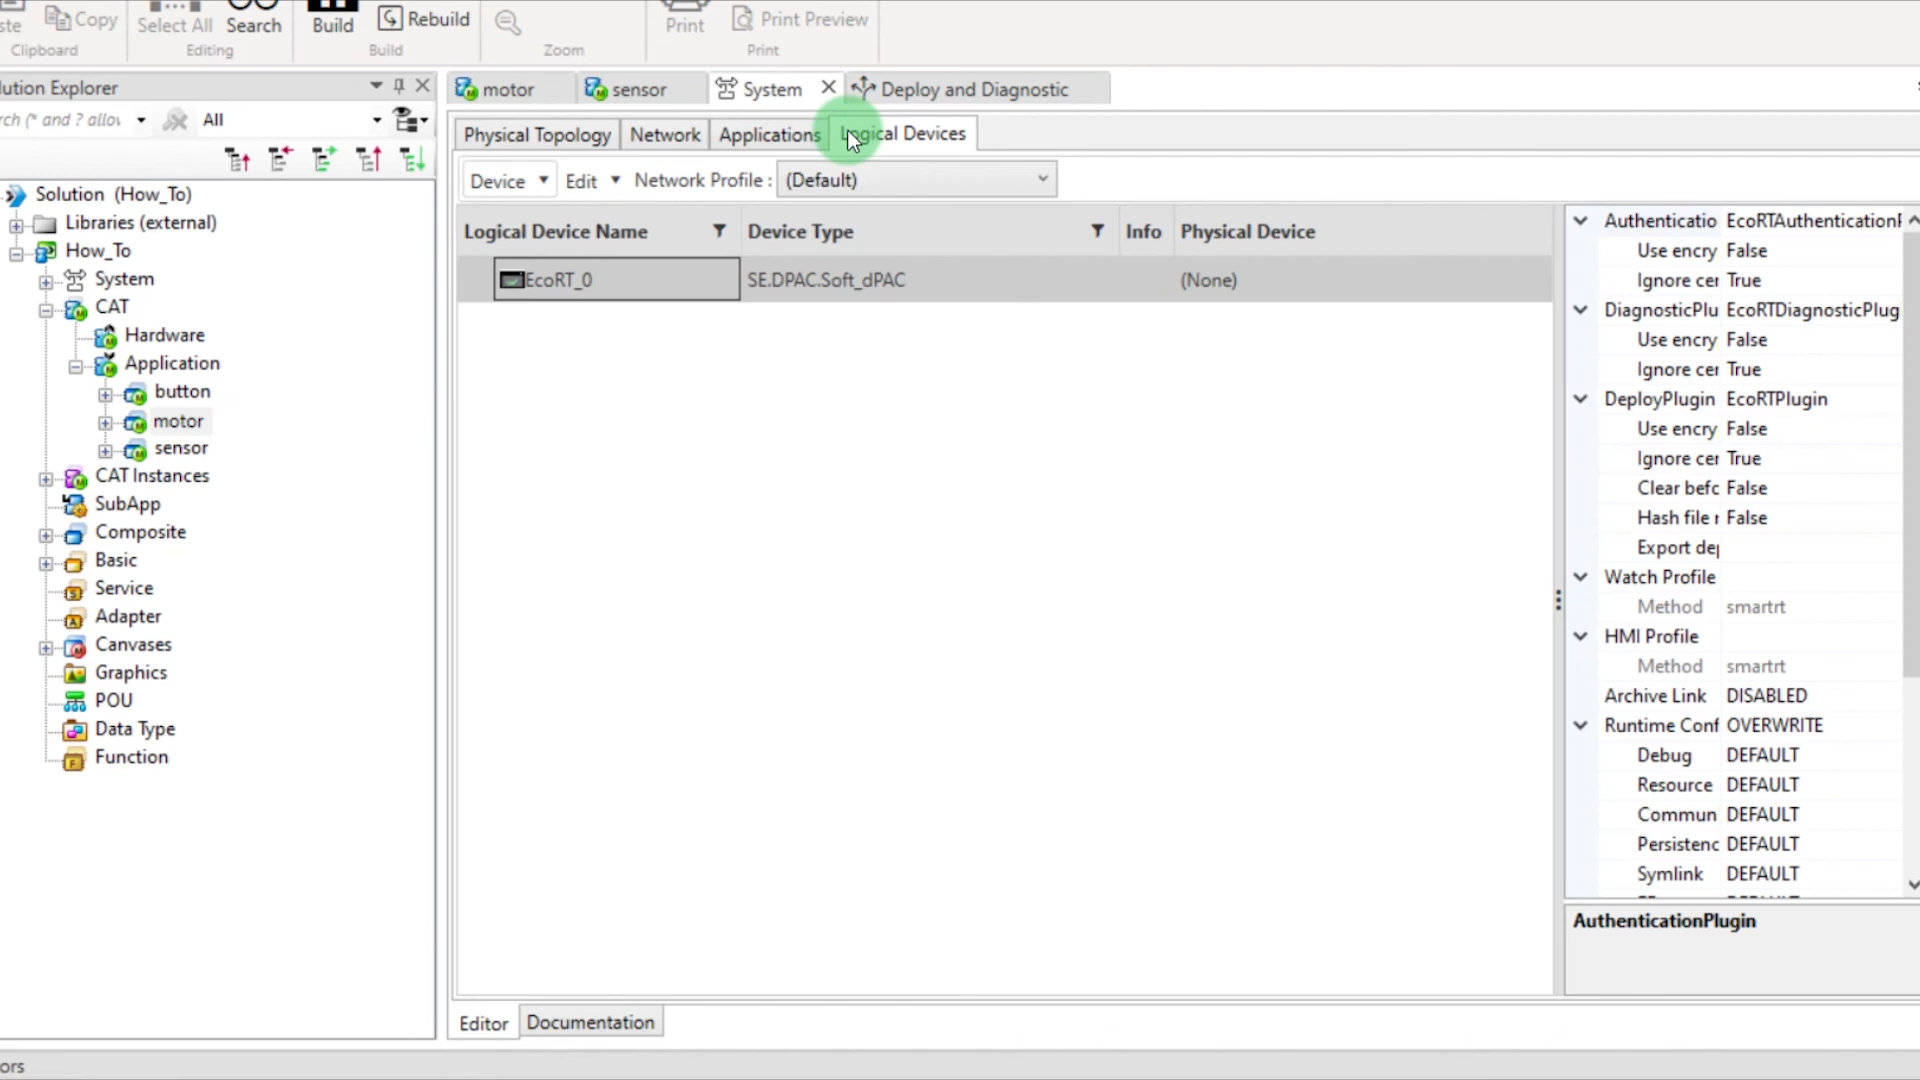 ste
Copy
Clipboard
Select All
Search
Editing
Build
Rebuild
Build
Zoom
Print
Print Preview
Print
lution Explorer
rch (* and ? allov
All
Solution (How_To)
Libraries (external)
How_To
System
CAT
Hardware
Application
button
motor
sensor
CAT Instances
SubApp
Composite
Basic
Service
Adapter
Canvases
Graphics
POU
Data Type
Function
motor
sensor
System
Deploy and Diagnostic
Physical Topology
Network
Applications
Logical Devices
Device
Edit
Network Profile :
(Default)
Logical Device Name
Device Type
Info
Physical Device
EcoRT_0
SE.DPAC.Soft_dPAC
(None)
Authenticatio EcoRTAuthentication
Use encry False
Ignore cer True
DiagnosticPlu EcoRTDiagnosticPlug
Use encry False
Ignore cer True
DeployPlugin EcoRTPlugin
Use encry False
Ignore cer True
Clear befc False
Hash file r False
Export dep
Watch Profile
Method smartrt
HMI Profile
Method smartrt
Archive Link DISABLED
Runtime Conf OVERWRITE
Debug DEFAULT
Resource DEFAULT
Commun DEFAULT
Persistenc DEFAULT
Symlink DEFAULT
AuthenticationPlugin
Editor
Documentation
ors